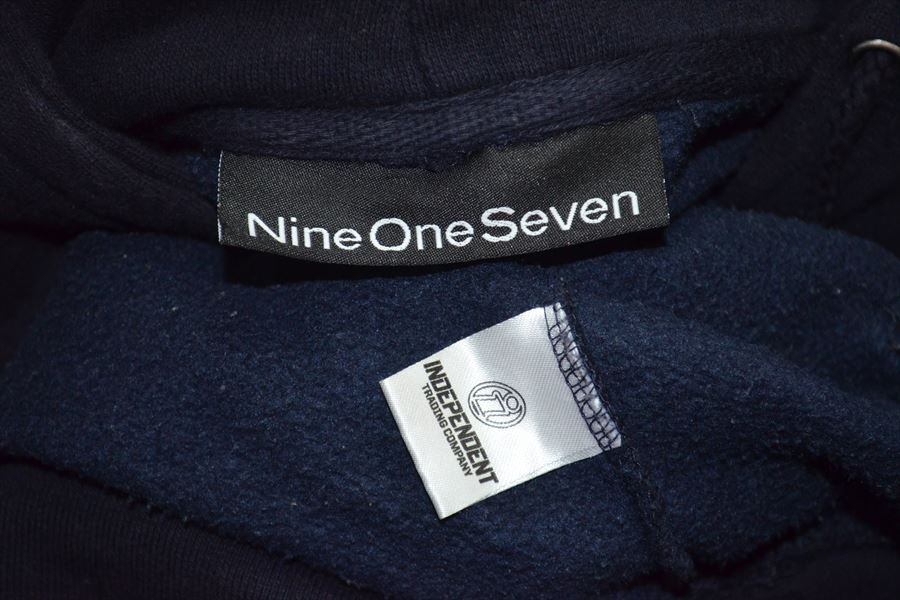 Nine One Seven
INDEPENDENT
TRADING COMPANY